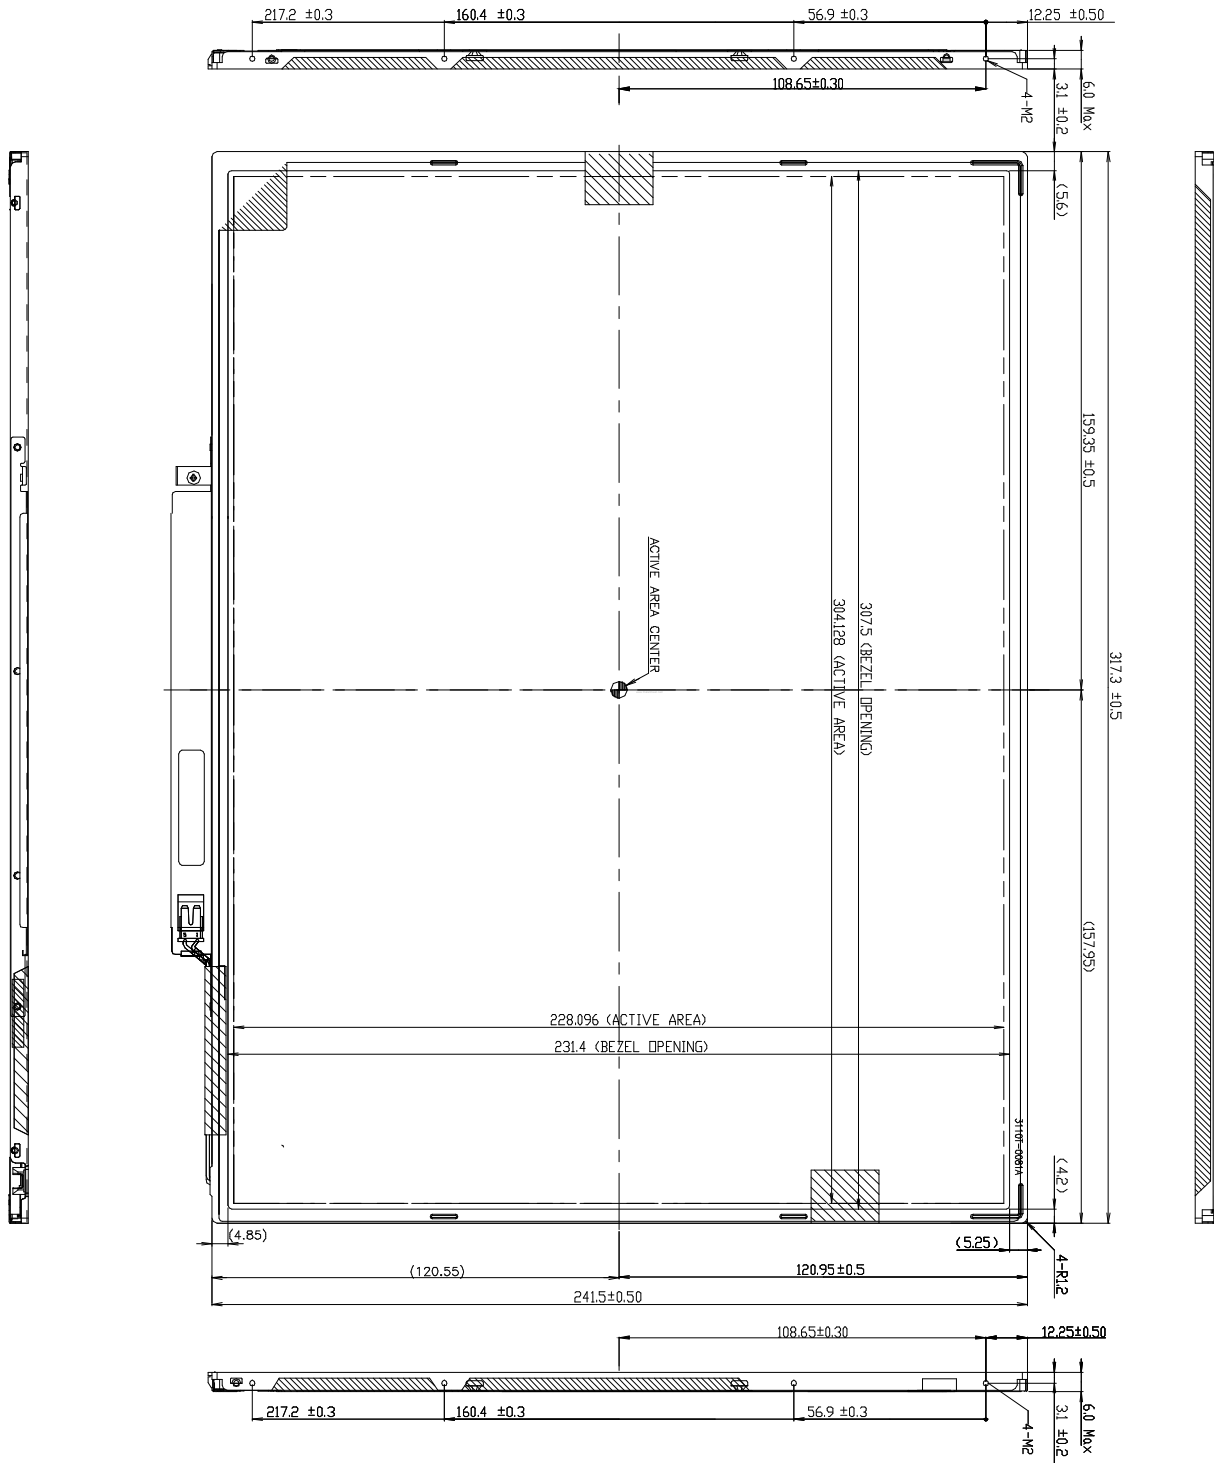 217.2 ±0.3
160.4 ±0.3
56.9 ±0.3
12.25 ±0.50
108.65±0.30
4-M2
3.1 ±0.2
6.0 Max
(5.6)
159.35 ±0.5
317.3 ±0.5
ACTIVE AREA CENTER
304.128 (ACTIVE AREA)
307.5 (BEZEL OPENING)
(157.95)
228.096 (ACTIVE AREA)
231.4 (BEZEL OPENING)
3110T-0081A
(4.2)
(4.85)
(5.25)
4-R1.2
(120.55)
120.95±0.5
241.5±0.50
108.65±0.30
12.25±0.50
217.2 ±0.3
160.4 ±0.3
56.9 ±0.3
4-M2
3.1 ±0.2
6.0 Max